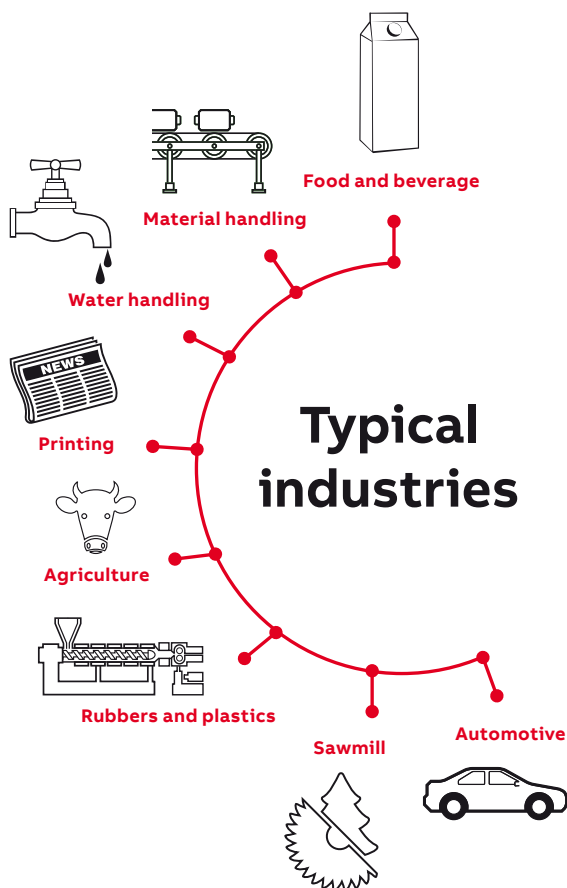 Food and beverage
Material handling
Water handling
NEWS
Printing
Typical
industries
Agriculture
Rubbers and plastics
Sawmill
Automotive